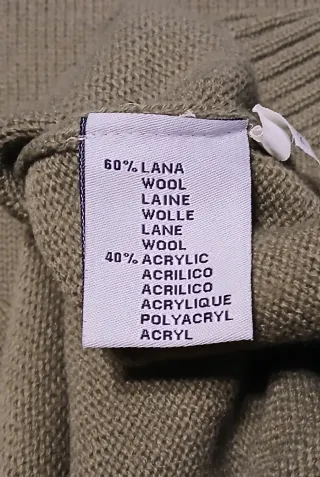 60% LANA
WOOL
LAINE
WOLLE
LANE
WOOL
40% ACRYLIC
ACRILICO
ACRILICO
ACRYLIQUE
POLYACRYL
ACRYL